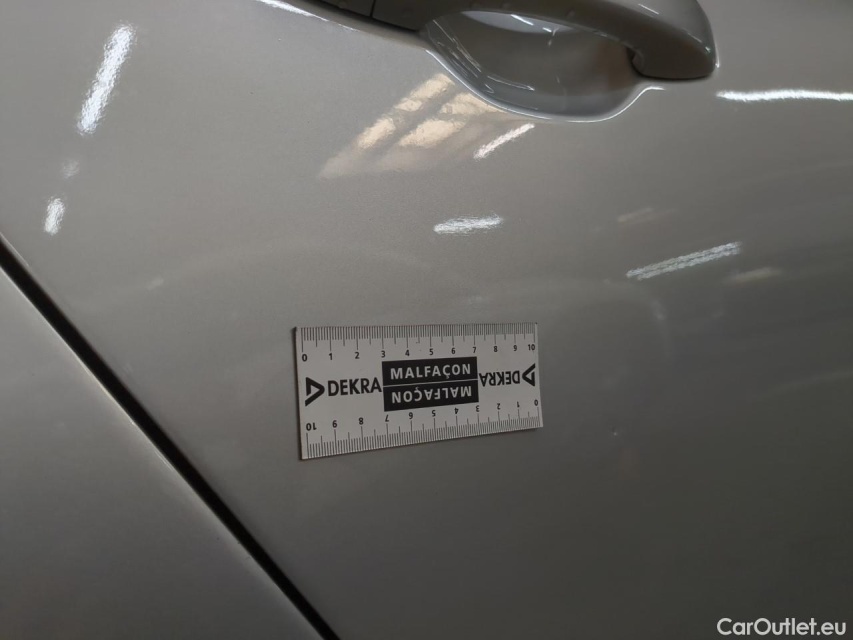 0 1 2 3 4 5 6 7 8 9 10
DEKRA MALFAÇON DEKRA
MALFAÇON
10 9 8 7 6 5 4 3 2 1 0
CarOutlet.eu